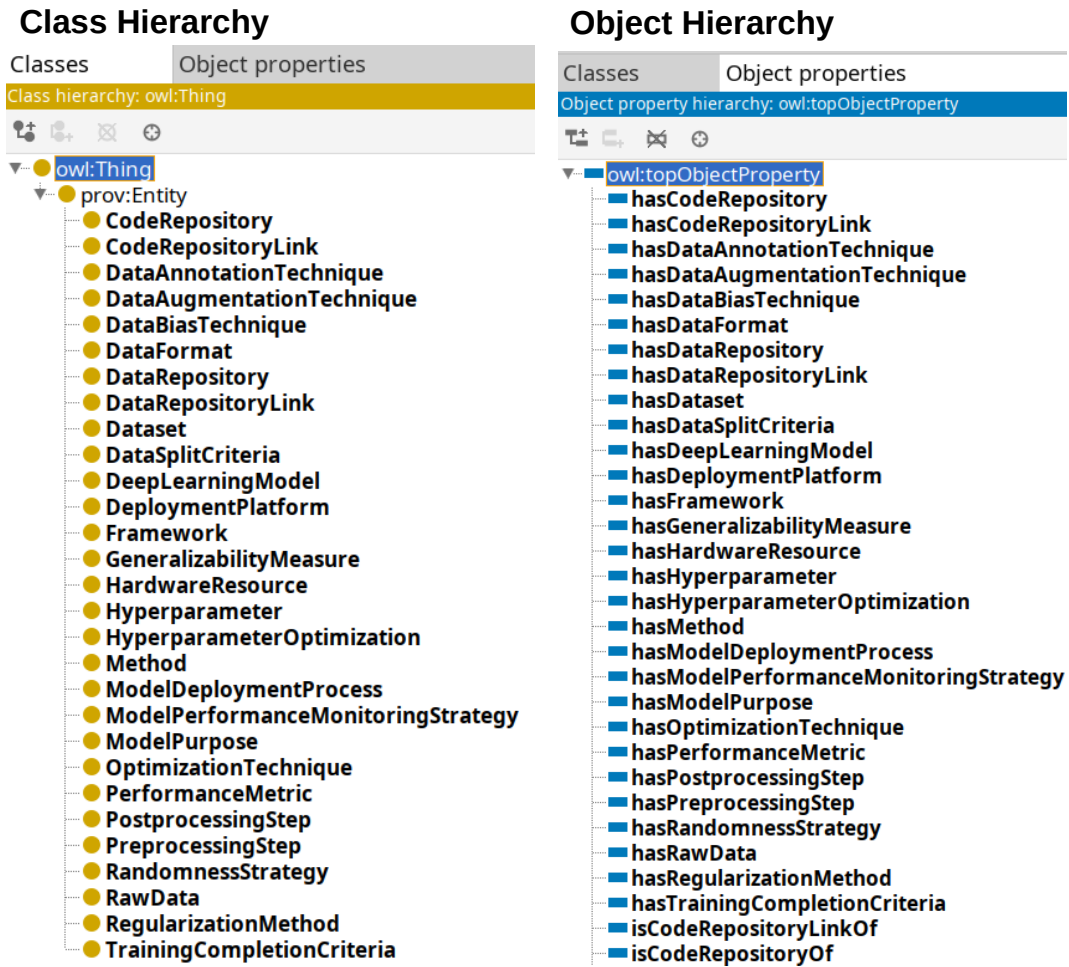 Class Hierarchy
Classes
Object properties
Class hierarchy: owl:Thing
owl:Thing
prov:Entity
CodeRepository
CodeRepositoryLink
DataAnnotationTechnique
DataAugmentationTechnique
DataBiasTechnique
DataFormat
DataRepository
DataRepositoryLink
Dataset
DataSplitCriteria
DeepLearningModel
DeploymentPlatform
Framework
GeneralizabilityMeasure
HardwareResource
Hyperparameter
HyperparameterOptimization
Method
ModelDeploymentProcess
ModelPerformanceMonitoringStrategy
ModelPurpose
OptimizationTechnique
PerformanceMetric
PostprocessingStep
PreprocessingStep
RandomnessStrategy
RawData
RegularizationMethod
TrainingCompletionCriteria
Object Hierarchy
Classes
Object properties
Object property hierarchy: owl:topObjectProperty
owl:topObjectProperty
hasCodeRepository
hasCodeRepositoryLink
hasDataAnnotationTechnique
hasDataAugmentationTechnique
hasDataBiasTechnique
hasDataFormat
hasDataRepository
hasDataRepositoryLink
hasDataset
hasDataSplitCriteria
hasDeepLearningModel
hasDeploymentPlatform
hasFramework
hasGeneralizabilityMeasure
hasHardwareResource
hasHyperparameter
hasHyperparameterOptimization
hasMethod
hasModelDeploymentProcess
hasModelPerformanceMonitoringStrategy
hasModelPurpose
hasOptimizationTechnique
hasPerformanceMetric
hasPostprocessingStep
hasPreprocessingStep
hasRandomnessStrategy
hasRawData
hasRegularizationMethod
hasTrainingCompletionCriteria
isCodeRepositoryLinkOf
isCodeRepositoryOf